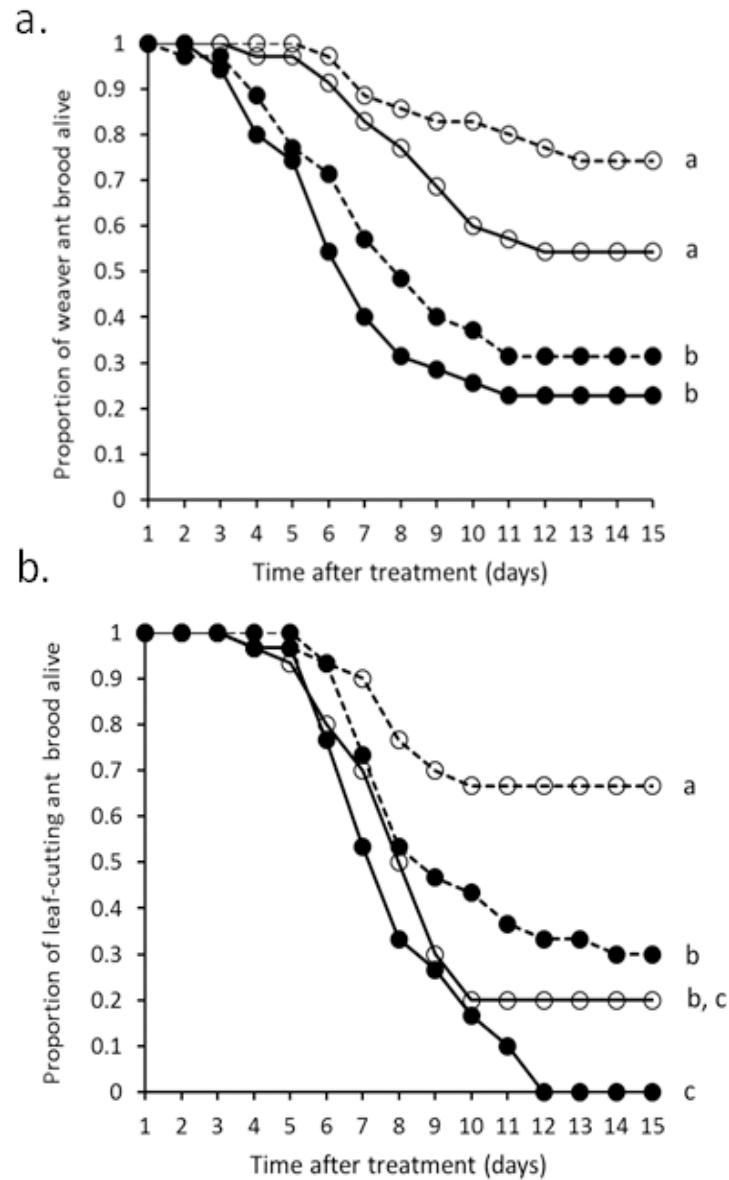 a.
Proportion of weaver ant brood alive
1
0.9
0.8
0.7
0.6
0.5
0.4
0.3
0.2
0.1
0
a
a
b
b
1 2 3 4 5 6 7 8 9 10 11 12 13 14 15
Time after treatment (days)
b.
Proportion of leaf-cutting ant brood alive
1
0.9
0.8
0.7
0.6
0.5
0.4
0.3
0.2
0.1
0
a
b
b, c
c
1 2 3 4 5 6 7 8 9 10 11 12 13 14 15
Time after treatment (days)